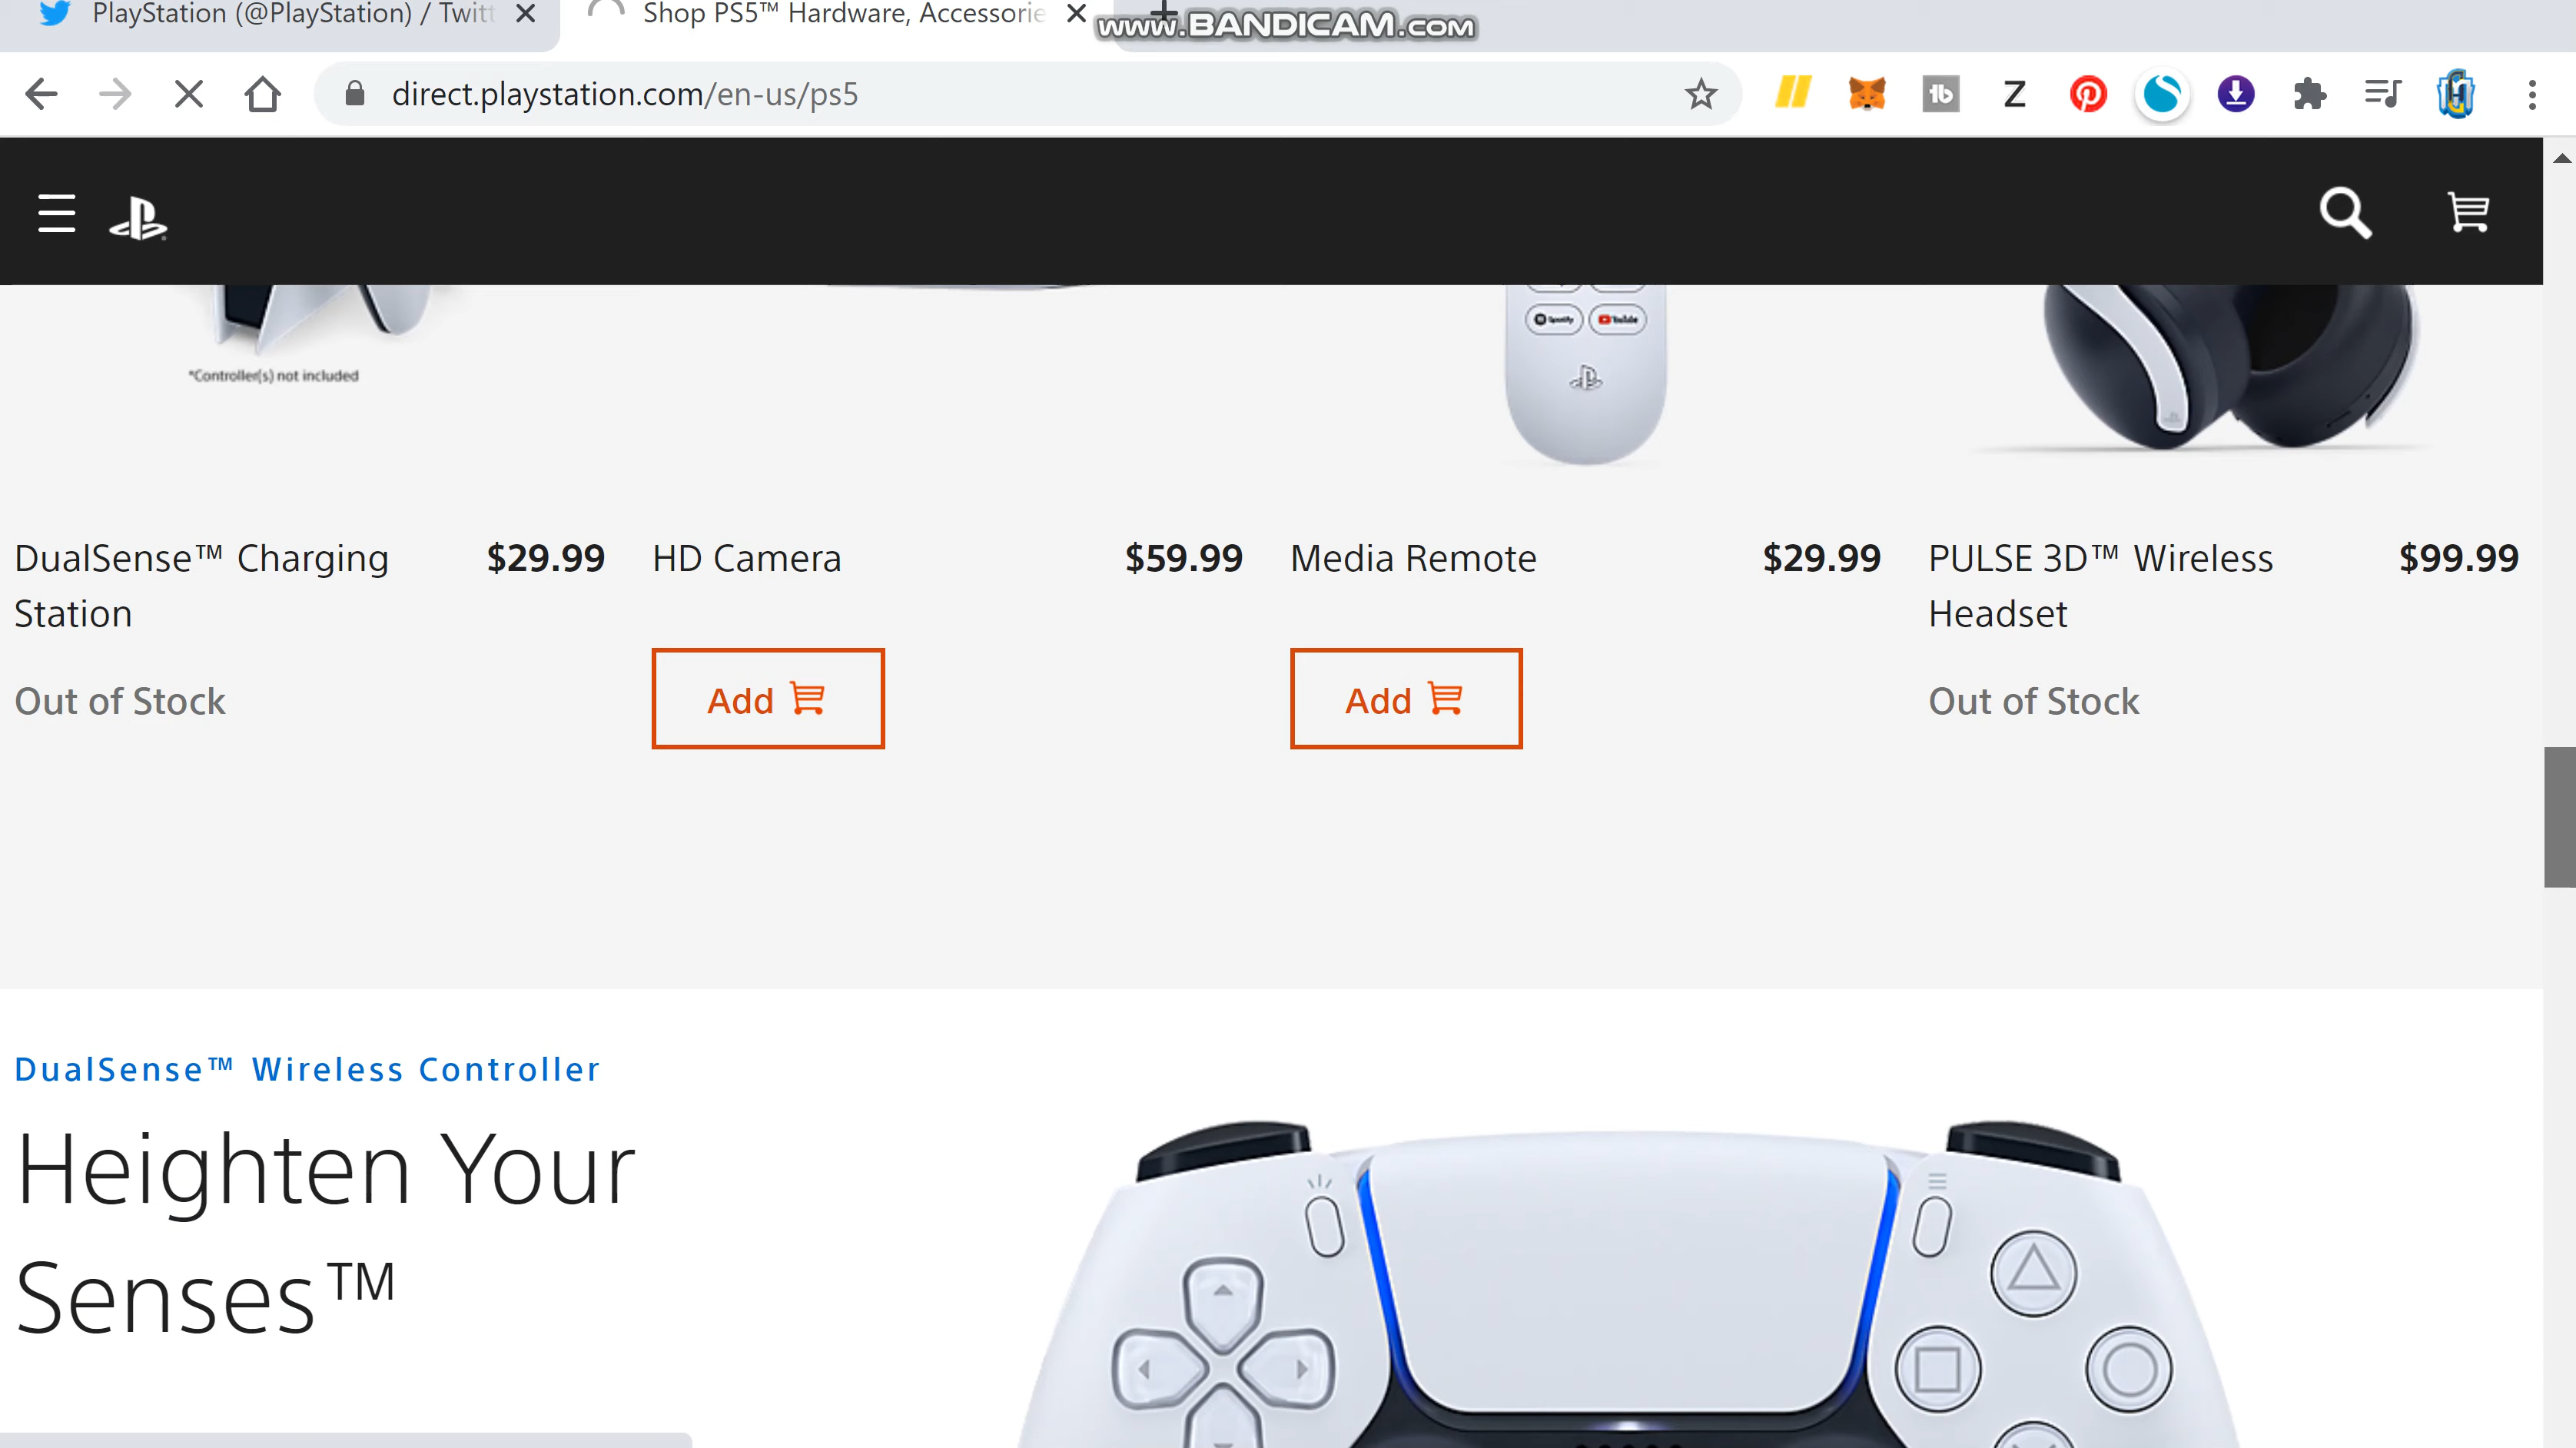 PlayStation (@PlayStation) / Twitt
Shop PS5™ Hardware, Accessorie
www.BANDICAM.com
direct.playstation.com/en-us/ps5
Spotify
YouTube
*Controller(s) not included
DualSense™ Charging
Station
$29.99
Out of Stock
HD Camera
$59.99
Add
Media Remote
$29.99
Add
PULSE 3D™ Wireless
Headset
$99.99
Out of Stock
DualSense™ Wireless Controller
Heighten Your
Senses™